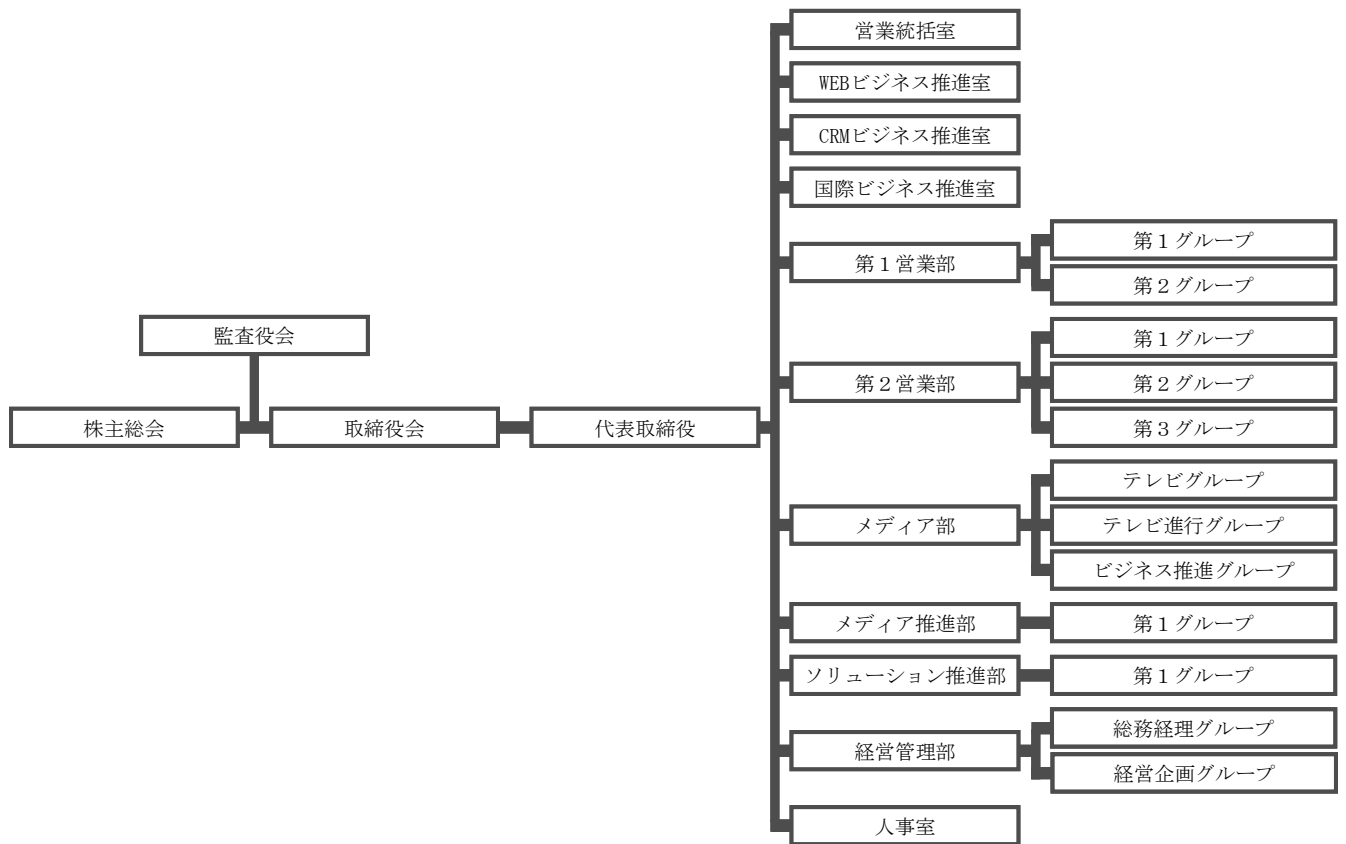 営業統括室
WEBビジネス推進室
CRMビジネス推進室
国際ビジネス推進室
第1営業部
第1グループ
第2グループ
監査役会
株主総会
取締役会
代表取締役
第2営業部
第1グループ
第2グループ
第3グループ
メディア部
テレビグループ
テレビ進行グループ
ビジネス推進グループ
メディア推進部
第1グループ
ソリューション推進部
第1グループ
経営管理部
総務経理グループ
経営企画グループ
人事室